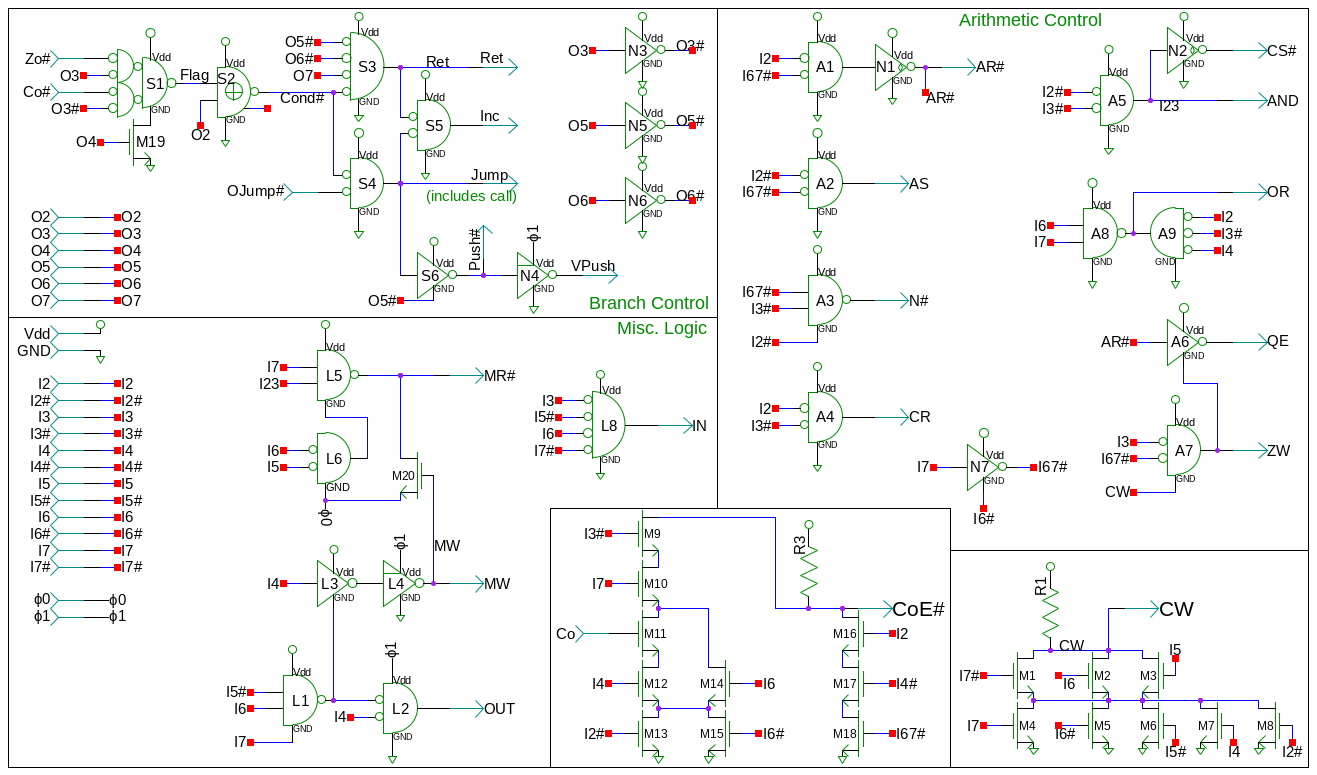 Branch Control
Zo#
O3
Co#
O3#
Vdd
S1
GND
O4
M19
Flag
Vdd
S2
GND
O2
Cond#
O5#
O6#
O7
Vdd
S3
GND
Ret
Ret
S5
GND
Inc
Vdd
S4
GND
OJump#
Jump
(includes call)
Vdd
S6
GND
O5#
Push#
ϕ1
Vdd
N4
GND
VPush
O3
N3
O3#
O5
N5
O5#
O6
N6
O6#
O2 O2
O3 O3
O4 O4
O5 O5
O6 O6
O7 O7
Misc. Logic
Vdd
GND
I2 I2
I2# I2#
I3 I3
I3# I3#
I4 I4
I4# I4#
I5 I5
I5# I5#
I6 I6
I6# I6#
I7 I7
I7# I7#
ϕ0 ϕ0
ϕ1 ϕ1
Vdd
I7
I23
L5
GND
MR#
I6
I5
L6
GND
ϕ0
M20
MW
I4
Vdd
L3
GND
ϕ1
Vdd
L4
GND
MW
I5#
I6
I7
Vdd
L1
GND
ϕ1
Vdd
I4
L2
GND
OUT
I3
I5#
I6
I7#
Vdd
L8
GND
IN
Arithmetic Control
I2
I67#
Vdd
A1
GND
Vdd
N1
GND
AR#
AR#
I2#
I67#
Vdd
A2
GND
AS
I67#
I3#
I2#
Vdd
A3
GND
N#
I2
I3#
Vdd
A4
GND
CR
I2#
I3#
Vdd
A5
GND
I23
Vdd
N2
GND
CS#
AND
I6
I7
Vdd
A8
GND
A9
GND
I2
I3#
I4
OR
AR#
Vdd
A6
GND
QE
I3
I67#
CW
Vdd
A7
GND
ZW
I7
Vdd
N7
GND
I67#
I6#
I3#
M9
I7
M10
Co
M11
I4
M12
I2#
M13
M14
I6
M15
I6#
R3
CoE#
M16
I2
M17
I4#
M18
I67#
R1
CW
CW
I7#
M1
I6
M2
M3
I5
I7
M4
I6#
M5
M6
I5#
M7
I4
M8
I2#